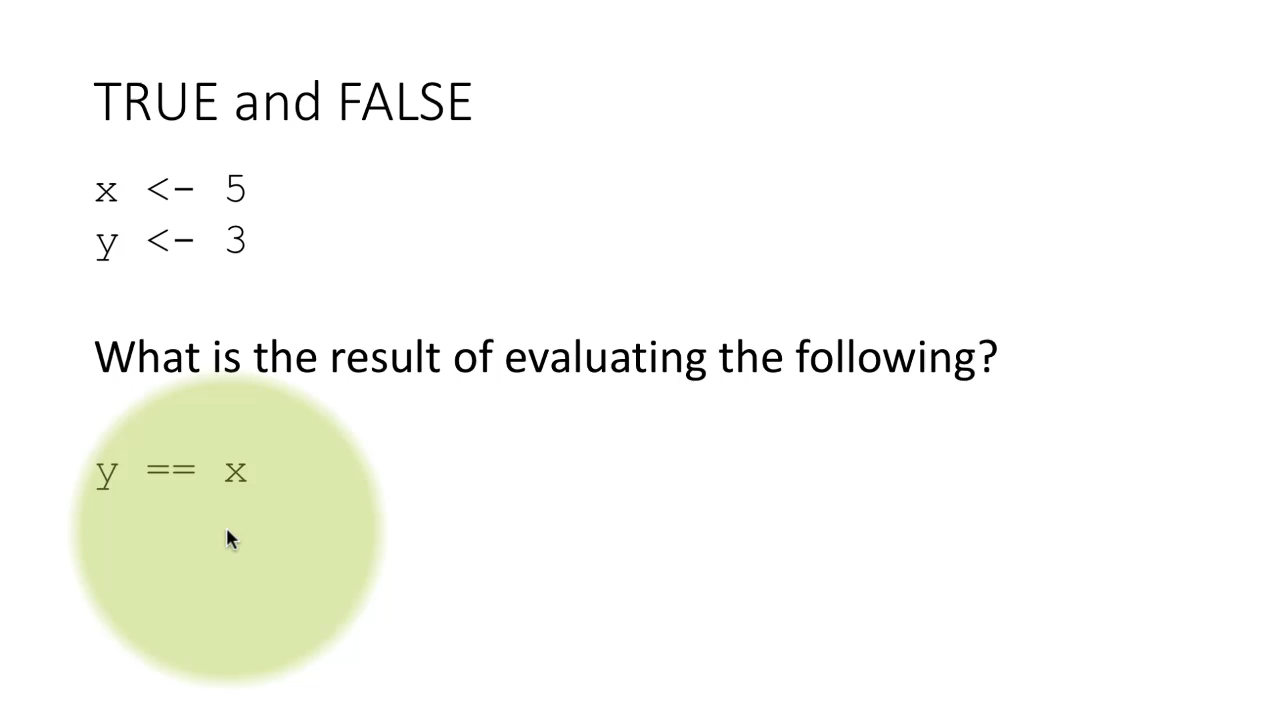 TRUE and FALSE
x <- 5
y <- 3
What is the result of evaluating the following?
y == x